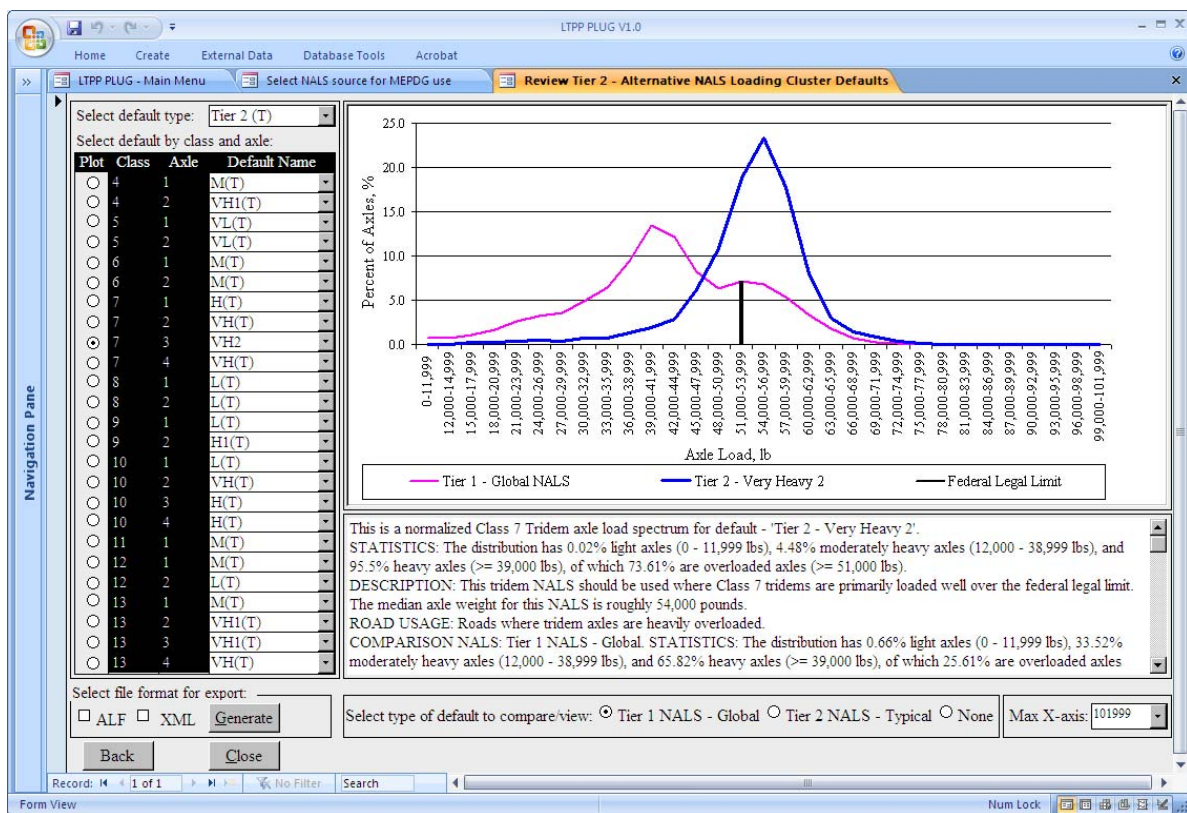 LTPP PLUG V1.0
Home Create External Data Database Tools Acrobat
LTPP PLUG - Main Menu Select NALS source for MEPDG use Review Tier 2 - Alternative NALS Loading Cluster Defaults
Navigation Pane
Select default type: Tier 2 (T)
Select default by class and axle:
Plot Class Axle Default Name
4 1 M(T)
4 2 VH1(T)
5 1 VL(T)
5 2 VL(T)
6 1 M(T)
6 2 M(T)
7 1 H(T)
7 2 VH(T)
7 3 VH2
7 4 VH(T)
8 1 L(T)
8 2 L(T)
9 1 L(T)
9 2 H1(T)
10 1 L(T)
10 2 VH(T)
10 3 H(T)
10 4 H(T)
11 1 M(T)
12 1 M(T)
12 2 L(T)
13 1 M(T)
13 2 VH1(T)
13 3 VH1(T)
13 4 VH(T)
Percent of Axles, %
25.0
20.0
15.0
10.0
5.0
0.0
0-11,999
12,000-14,999
15,000-17,999
18,000-20,999
21,000-23,999
24,000-26,999
27,000-29,999
30,000-32,999
33,000-35,999
36,000-38,999
39,000-41,999
42,000-44,999
45,000-47,999
48,000-50,999
51,000-53,999
54,000-56,999
57,000-59,999
60,000-62,999
63,000-65,999
66,000-68,999
69,000-71,999
72,000-74,999
75,000-77,999
78,000-80,999
81,000-83,999
84,000-86,999
87,000-89,999
90,000-92,999
93,000-95,999
96,000-98,999
99,000-101,999
Axle Load, lb
Tier 1 - Global NALS Tier 2 - Very Heavy 2 Federal Legal Limit
This is a normalized Class 7 Tridem axle load spectrum for default - 'Tier 2 - Very Heavy 2'.
STATISTICS: The distribution has 0.02% light axles (0 - 11,999 lbs), 4.48% moderately heavy axles (12,000 - 38,999 lbs), and
95.5% heavy axles (>= 39,000 lbs), of which 73.61% are overloaded axles (>= 51,000 lbs).
DESCRIPTION: This tridem NALS should be used where Class 7 tridems are primarily loaded well over the federal legal limit.
The median axle weight for this NALS is roughly 54,000 pounds.
ROAD USAGE: Roads where tridem axles are heavily overloaded.
COMPARISON NALS: Tier 1 NALS - Global. STATISTICS: The distribution has 0.66% light axles (0 - 11,999 lbs), 33.52%
moderately heavy axles (12,000 - 38,999 lbs), and 65.82% heavy axles (>= 39,000 lbs), of which 25.61% are overloaded axles
Select file format for export:
ALF XML Generate
Select type of default to compare/view: Tier 1 NALS - Global Tier 2 NALS - Typical None Max X-axis: 101999
Back Close
Record: 1 of 1 No Filter Search
Form View Num Lock